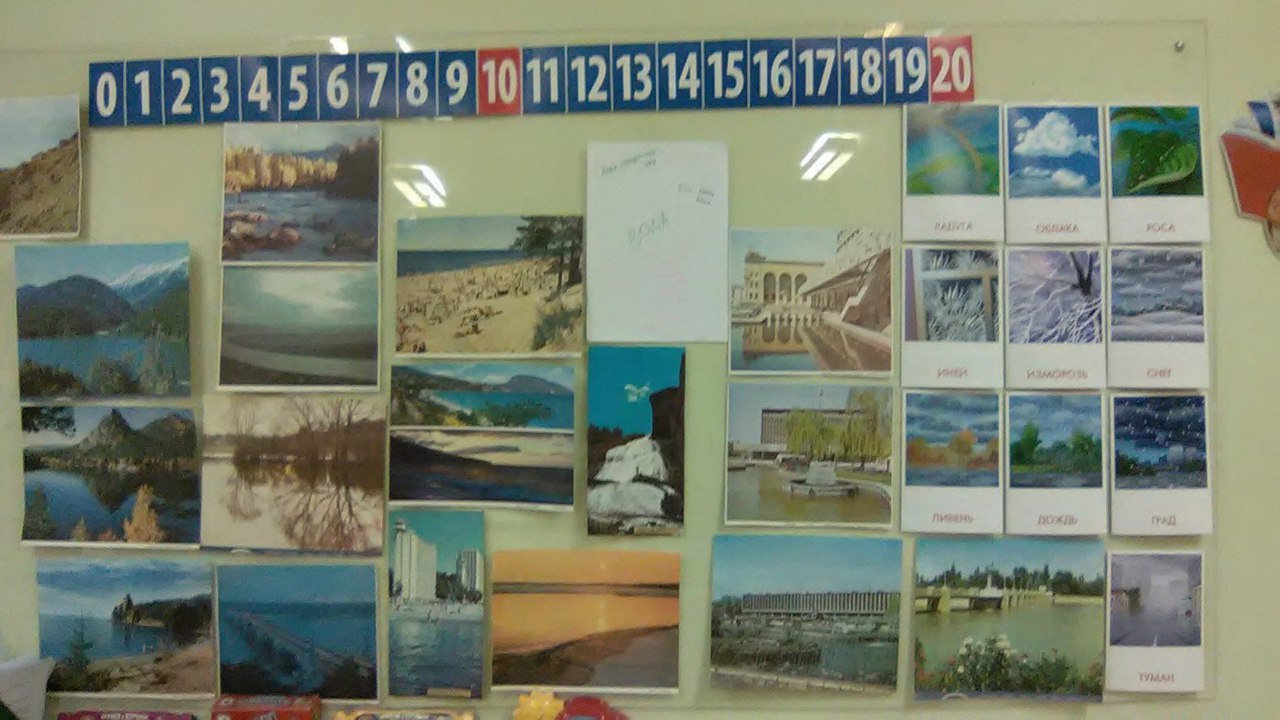 0 1 2 3 4 5 6 7 8 9 10 11 12 13 14 15 16 17 18 19 20
РАДУГА
ОБЛАКА
РОСА
ИНЕЙ
ИЗМОРОЗЬ
СНЕГ
ЛИВЕНЬ
ДОЖДЬ
ГРАД
ТУМАН